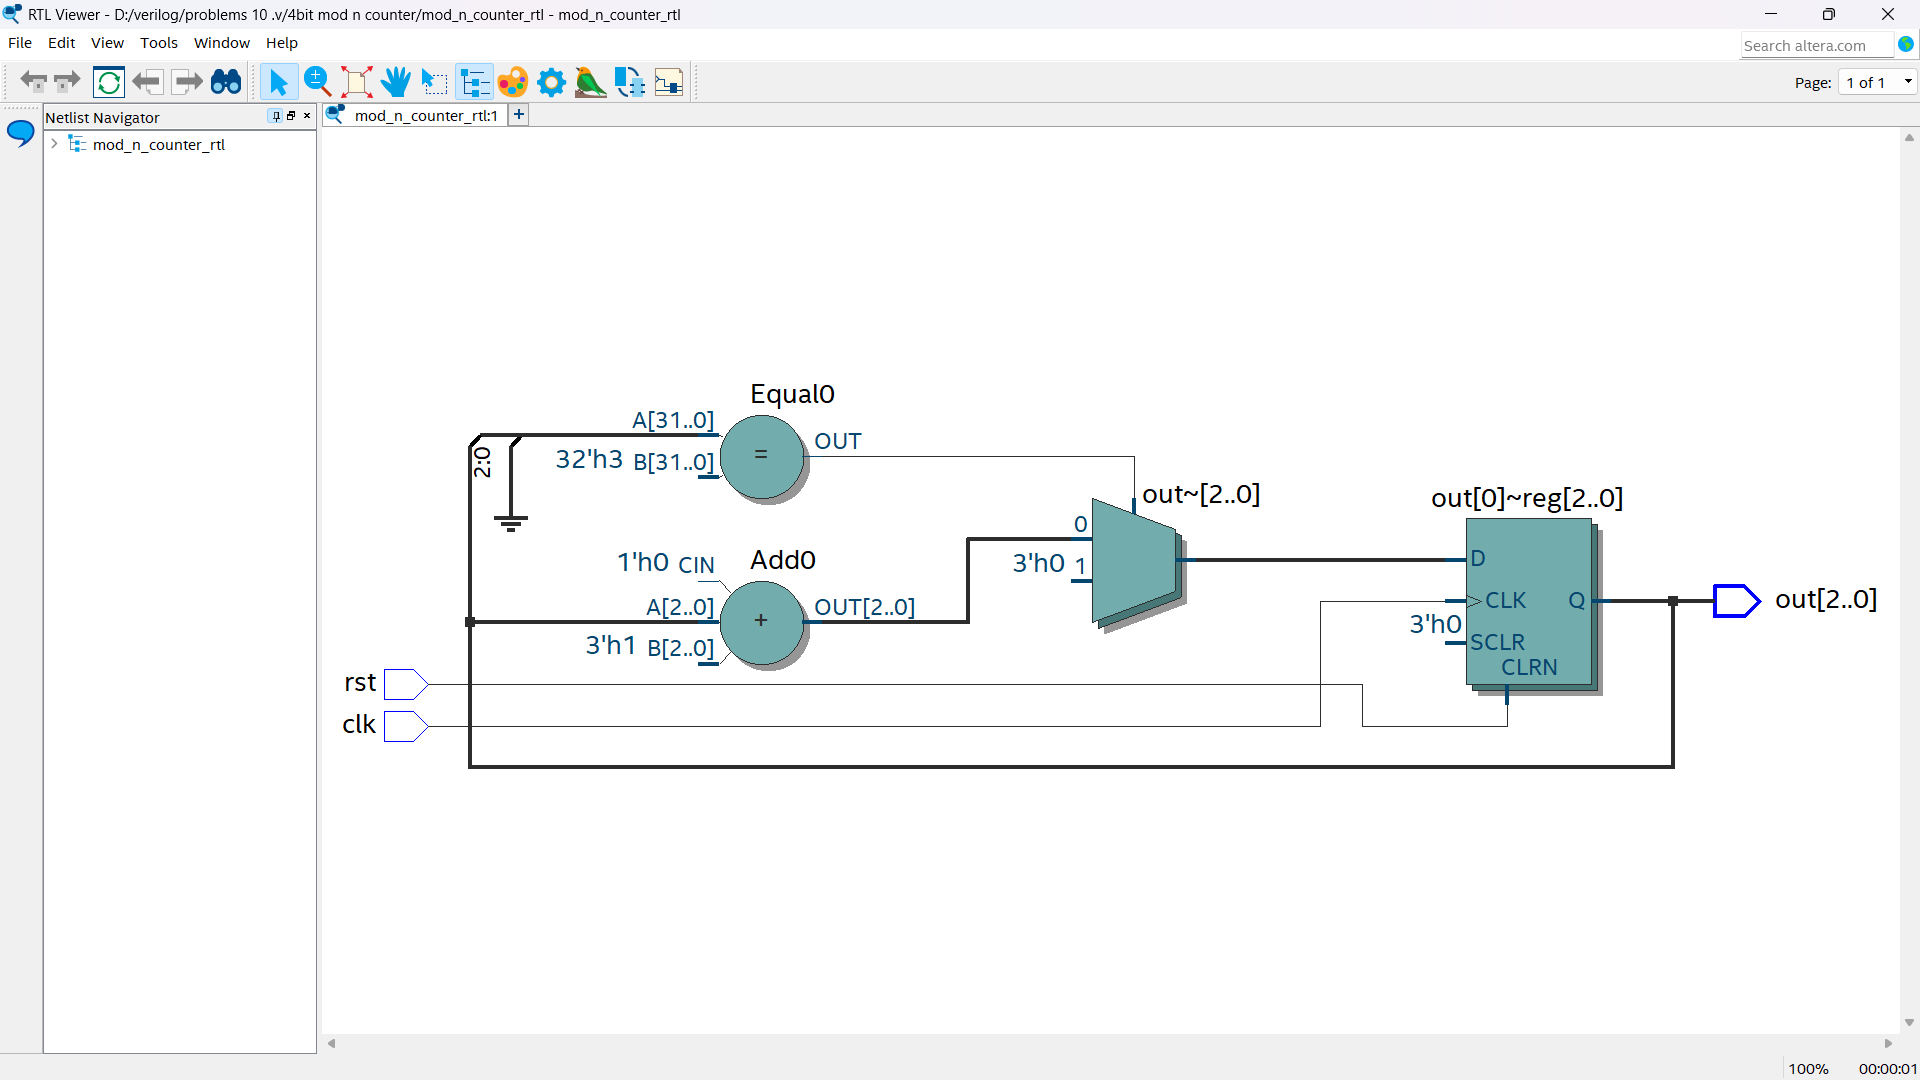 RTL Viewer - D:/verilog/problems 10 .v/4bit mod n counter/mod_n_counter_rtl - mod_n_counter_rtl
File Edit View Tools Window Help
Search altera.com
Page: 1 of 1
Netlist Navigator
mod_n_counter_rtl:1
mod_n_counter_rtl
Equal0
A[31..0]
OUT
2:0
32'h3 B[31..0]
=
out~[2..0]
out[0]~reg[2..0]
0
1'h0 CIN
Add0
3'h0 1
D
A[2..0]
OUT[2..0]
CLK
Q
out[2..0]
+
3'h0
3'h1 B[2..0]
SCLR
CLRN
rst
clk
100% 00:00:01